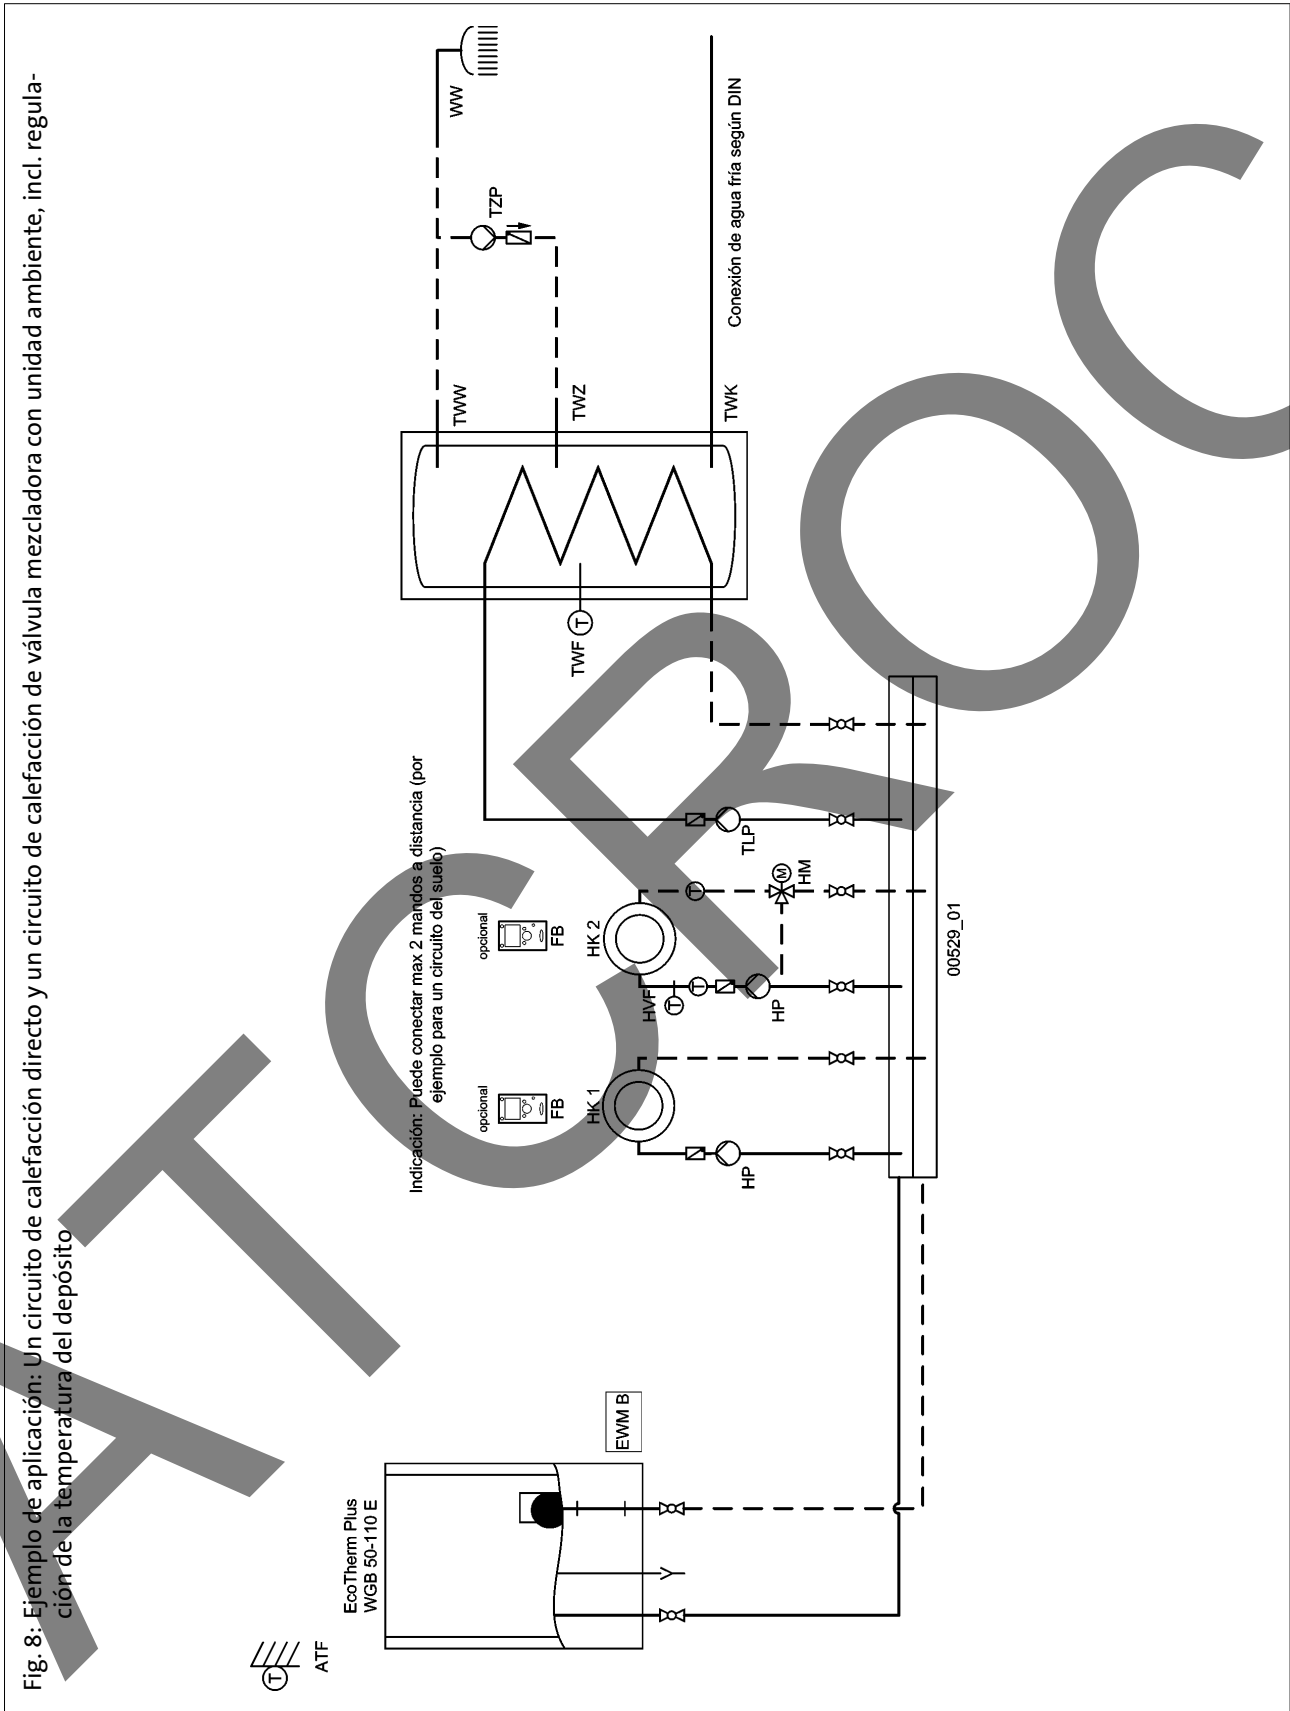 Fig. 8: Ejemplo de aplicación: Un circuito de calefacción directo y un circuito de calefacción de válvula mezcladora con unidad ambiente, incl. regula-
ción de la temperatura del depósito
WW
TZP
TWW
TWZ
TWK
Conexión de agua fría según DIN
TWF
T
Indicación: Puede conectar max 2 mandos a distancia (por
ejemplo para un circuito del suelo)
opcional
FB
HK 2
opcional
FB
HK 1
HVF
T
T
T
HP
M
HM
TLP
HP
00529_01
EWM B
EcoTherm Plus
WGB 50-110 E
T
ATF
ATCROC